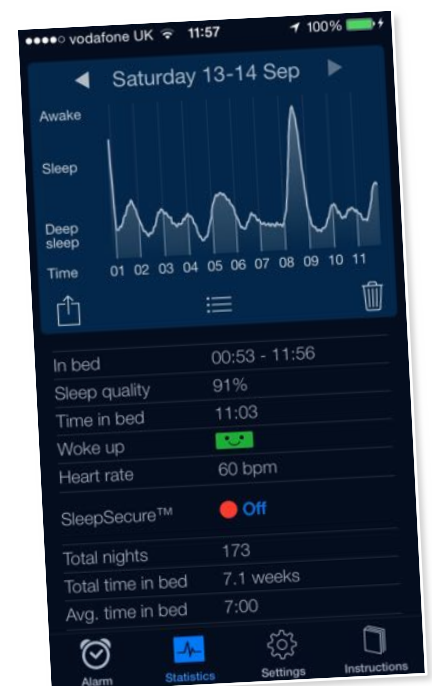 vodafone UK 11:57 100%
Saturday 13-14 Sep
Awake
Sleep
Deep
sleep
Time 01 02 03 04 05 06 07 08 09 10 11
In bed 00:53 - 11:56
Sleep quality 91%
Time in bed 11:03
Woke up
Heart rate 60 bpm
SleepSecure™ Off
Total nights 173
Total time in bed 7.1 weeks
Avg. time in bed 7:00
Alarm Statistics Settings Instructions